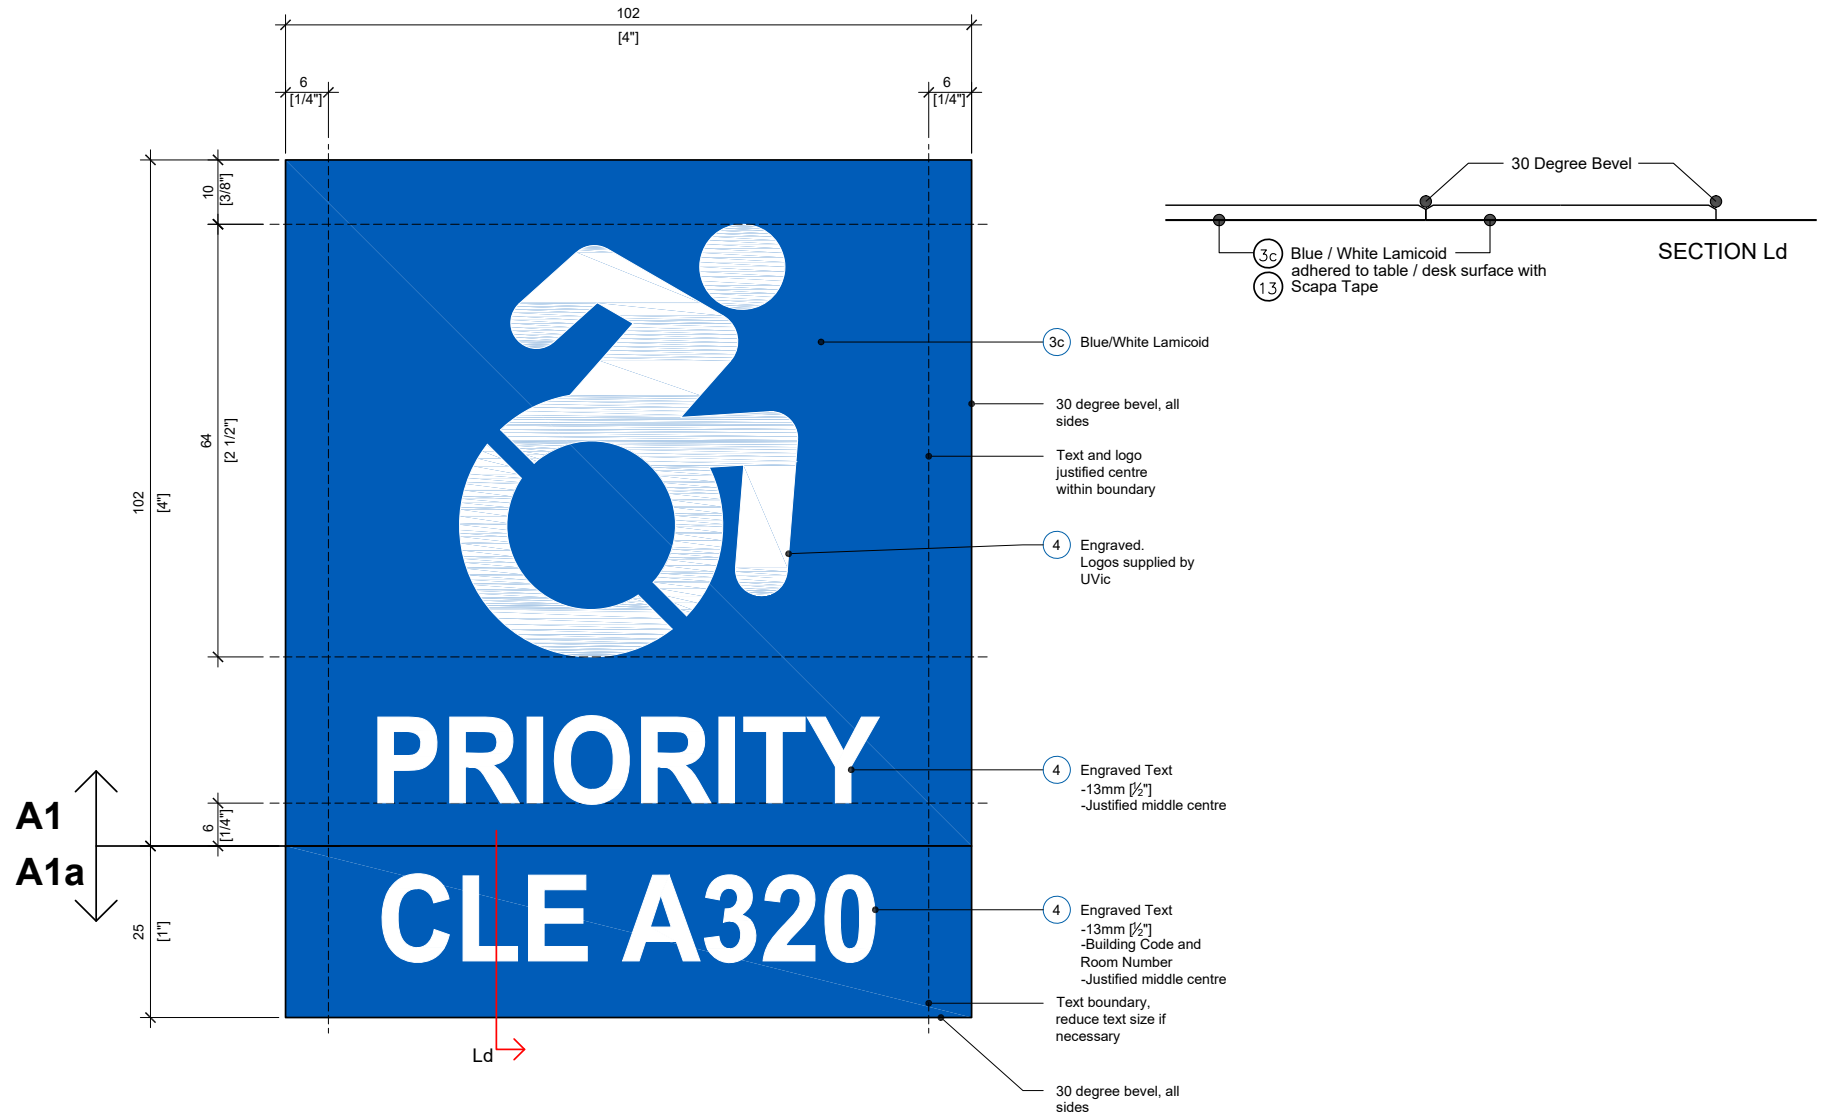 102
[4"]
6
[1/4"]
6
[1/4"]
10
[3/8"]
30 Degree Bevel
3c Blue / White Lamicoid
adhered to table / desk surface with
13 Scapa Tape
SECTION Ld
3c Blue/White Lamicoid
30 degree bevel, all
sides
64
[2 1/2"]
102
[4"]
Text and logo
justified centre
within boundary
4 Engraved.
Logos supplied by
UVic
PRIORITY
4 Engraved Text
-13mm [½"]
-Justified middle centre
6
[1/4"]
A1
A1a
CLE A320
25
[1"]
4 Engraved Text
-13mm [½"]
-Building Code and
Room Number
-Justified middle centre
Text boundary,
reduce text size if
necessary
Ld
30 degree bevel, all
sides